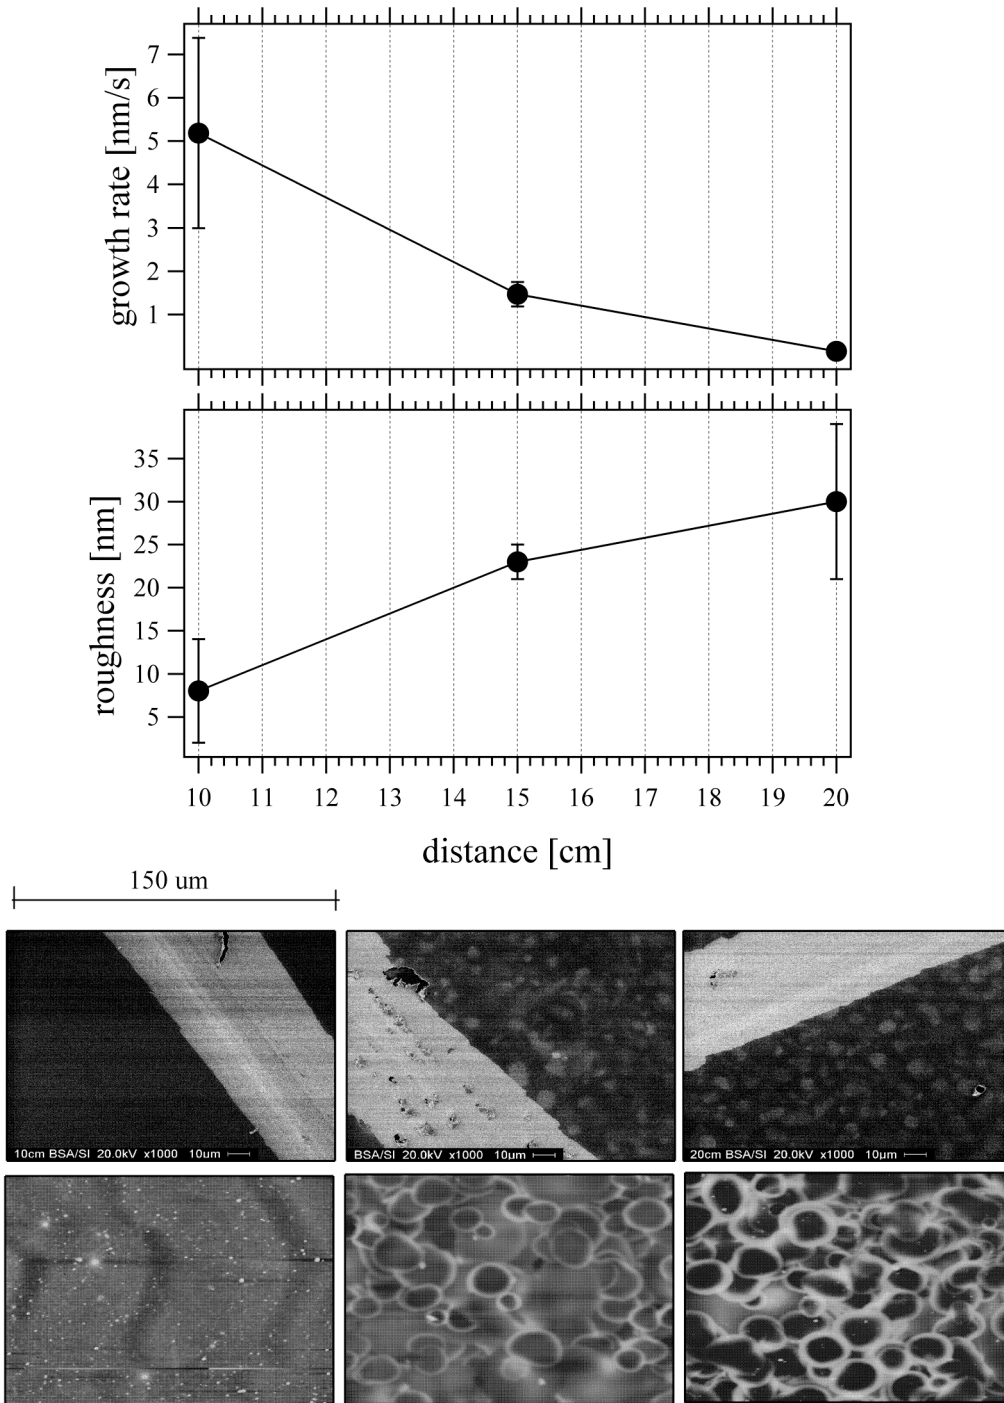 growth rate [nm/s]
7
6
5
4
3
2
1
roughness [nm]
35
30
25
20
15
10
5
10 11 12 13 14 15 16 17 18 19 20
distance [cm]
150 um
10cm BSA/SI 20.0kV x1000 10µm
BSA/SI 20.0kV x1000 10µm
20cm BSA/SI 20.0kV x1000 10µm